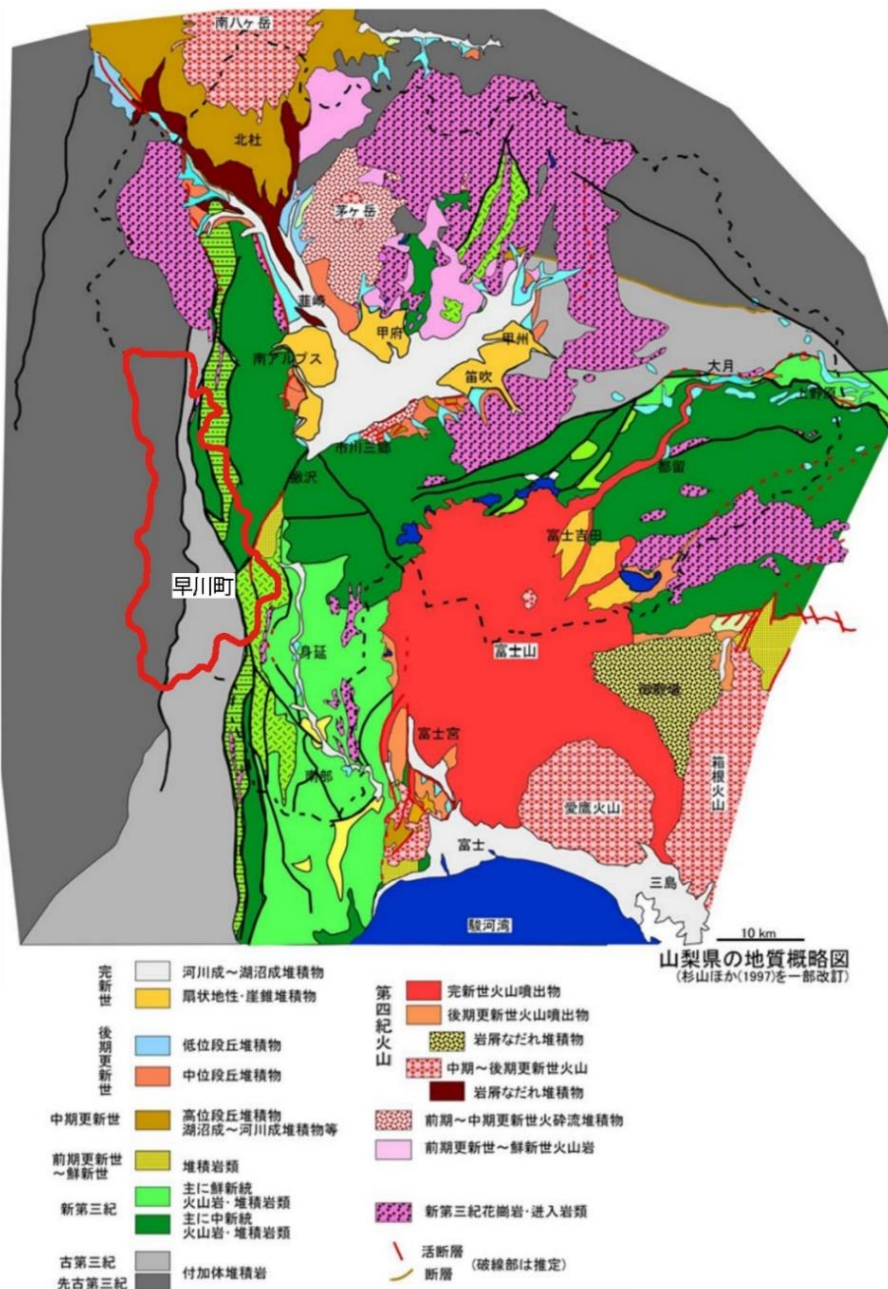 南八ヶ岳
北杜
茅ヶ岳
韮崎
甲府
甲州
南アルプス
笛吹
大月
上野原
市川三郷
鰍沢
都留
富士吉田
早川町
身延
富士山
御殿場
富士宮
箱根火山
南部
愛鷹火山
富士
三島
駿河湾
10 km
山梨県の地質概略図
(杉山ほか(1997)を一部改訂)
完新世
河川成～湖沼成堆積物
扇状地性・崖錐堆積物
後期更新世
低位段丘堆積物
中位段丘堆積物
中期更新世
高位段丘堆積物
湖沼成～河川成堆積物等
前期更新世
～鮮新世
堆積岩類
新第三紀
主に鮮新統
火山岩・堆積岩類
主に中新統
火山岩・堆積岩類
古第三紀
先古第三紀
付加体堆積岩
第四紀火山
完新世火山噴出物
後期更新世火山噴出物
岩屑なだれ堆積物
中期～後期更新世火山
岩屑なだれ堆積物
前期～中期更新世火砕流堆積物
前期更新世～鮮新世火山岩
新第三紀花崗岩・迸入岩類
活断層
断層
(破線部は推定)